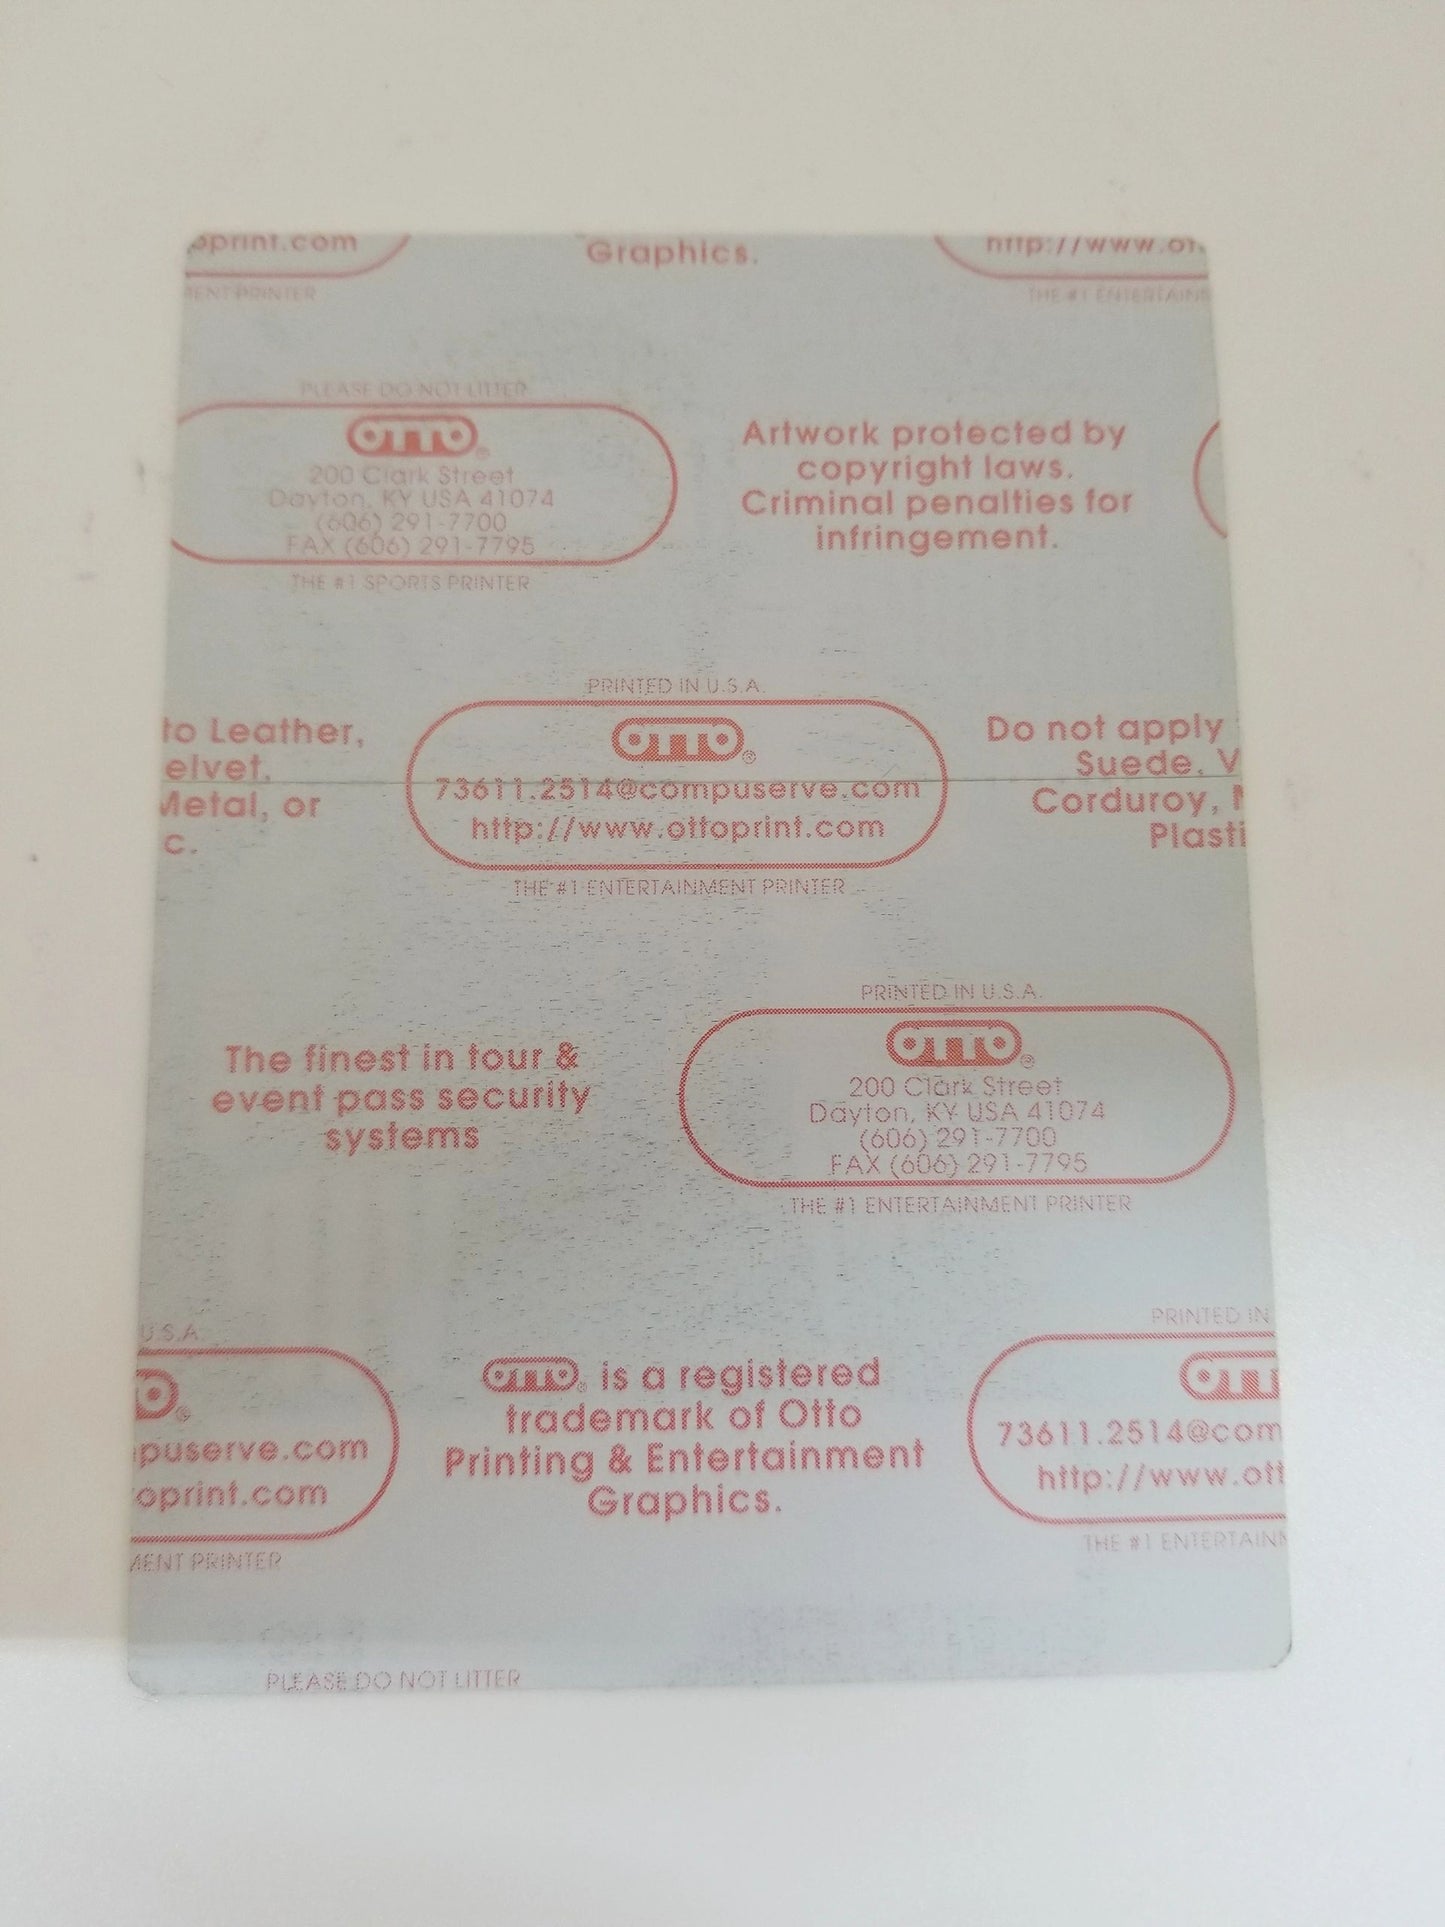 oprint.com
MENT PRINTER
Graphics.
http://www.ott
THE #1 ENTERTAINM
PLEASE DO NOT LITTER
OTTO®
200 Clark Street
Dayton, KY USA 41074
(606) 291-7700
FAX (606) 291-7795
THE #1 SPORTS PRINTER
Artwork protected by
copyright laws.
Criminal penalties for
infringement.
to Leather,
elvet,
Metal, or
c.
PRINTED IN U.S.A.
OTTO®
73611.2514@compuserve.com
http://www.ottoprint.com
THE #1 ENTERTAINMENT PRINTER
Do not apply
Suede, V
Corduroy, M
Plasti
The finest in tour &
event pass security
systems
PRINTED IN U.S.A.
OTTO®
200 Clark Street
Dayton, KY USA 41074
(606) 291-7700
FAX (606) 291-7795
THE #1 ENTERTAINMENT PRINTER
U.S.A.
TO®
mpuserve.com
oprint.com
MENT PRINTER
OTTO® is a registered
trademark of Otto
Printing & Entertainment
Graphics.
PRINTED IN
OTT
73611.2514@com
http://www.ott
THE #1 ENTERTAINM
PLEASE DO NOT LITTER